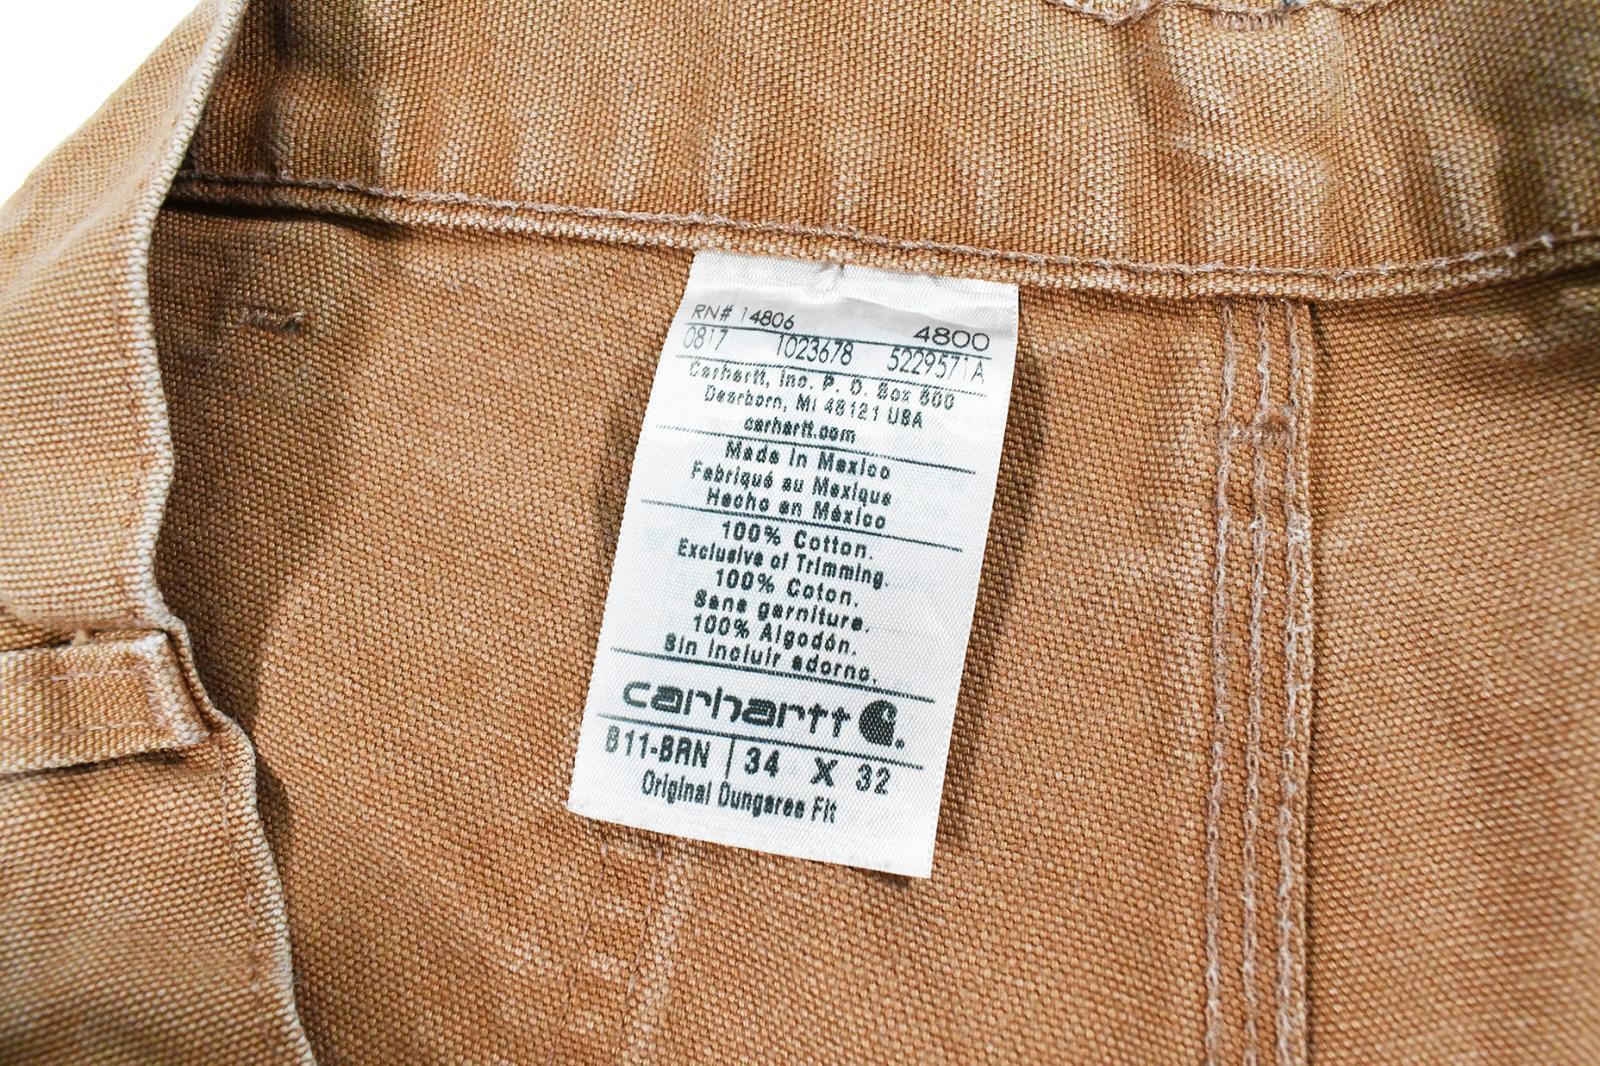 RN# 14806 4800
0817 1023678 5229571A
Carhartt, Inc. P. O. Box 600
Dearborn, MI 48121 USA
carhartt.com
Made in Mexico
Fabriqué au Mexique
Hecho en México
100% Cotton.
Exclusive of Trimming.
100% Coton.
Sans garniture.
100% Algodón.
Sin incluir adorno.
carhartt
B11-BRN 34 X 32
Original Dungaree Fit